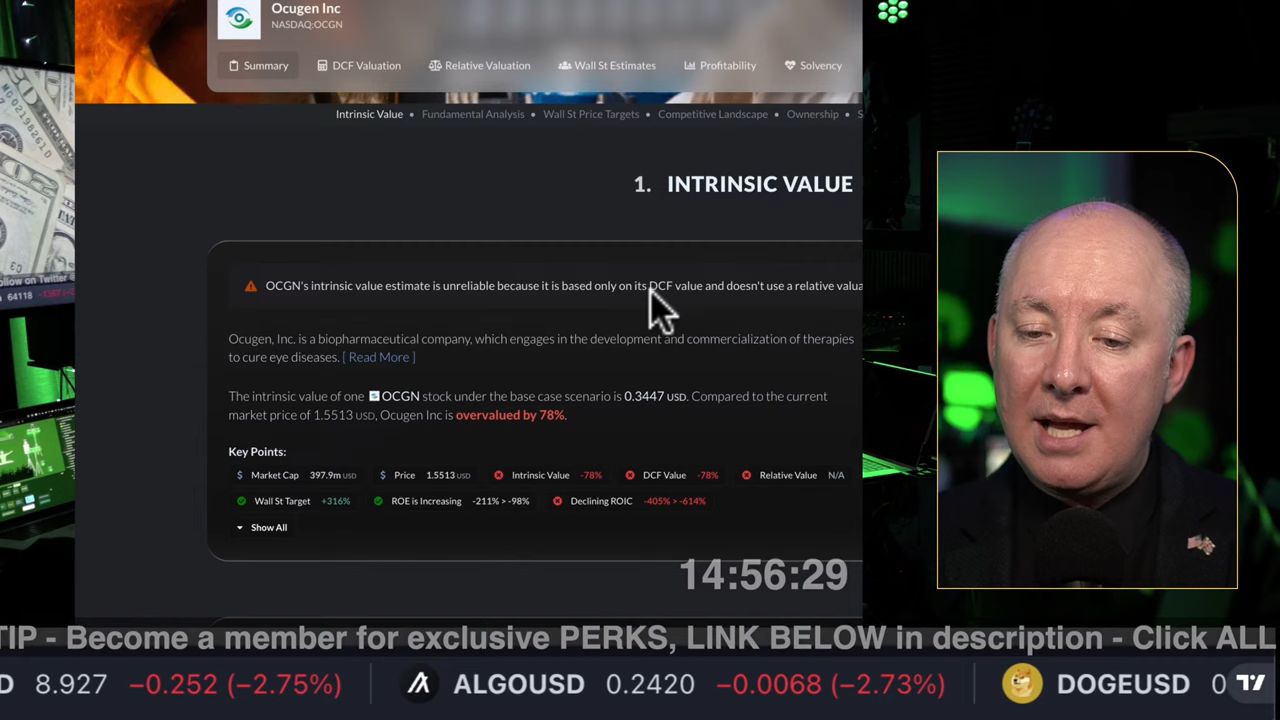 Ocugen Inc
NASDAQ:OCGN
Summary
DCF Valuation
Relative Valuation
Wall St Estimates
Profitability
Solvency
Intrinsic Value • Fundamental Analysis • Wall St Price Targets • Competitive Landscape • Ownership •
1. INTRINSIC VALUE
OCGN's intrinsic value estimate is unreliable because it is based only on its DCF value and doesn't use a relative
Ocugen, Inc. is a biopharmaceutical company, which engages in the development and commercialization of therapies
to cure eye diseases. [ Read More ]
The intrinsic value of one OCGN stock under the base case scenario is 0.3447 USD. Compared to the current
market price of 1.5513 USD, Ocugen Inc is overvalued by 78%.
Key Points:
$ Market Cap 397.9m USD
$ Price 1.5513 USD
Intrinsic Value -78%
DCF Value -78%
Relative Value N/A
Wall St Target +316%
ROE is Increasing -211% > -98%
Declining ROIC -405% > -614%
Show All
14:56:29
ollow on Twitter
64118
TIP - Become a member for exclusive PERKS, LINK BELOW in description - Click ALL
D 8.927 −0.252 (−2.75%)
ALGOUSD 0.2420 −0.0068 (−2.73%)
DOGEUSD 0